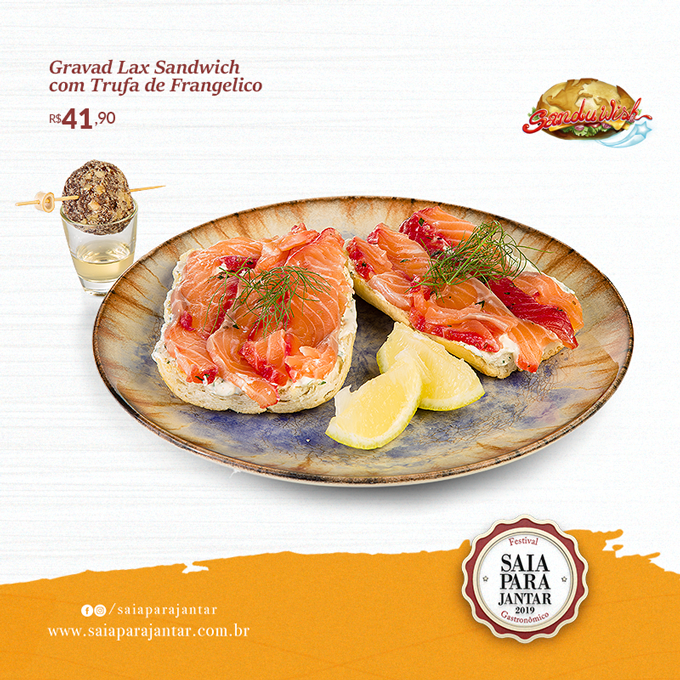 Gravad Lax Sandwich
com Trufa de Frangelico
R$41,90
Sanduwish
/saiaparajantar
www.saiaparajantar.com.br
Festival
SAIA
PARA
JANTAR
2019
Gastronômico